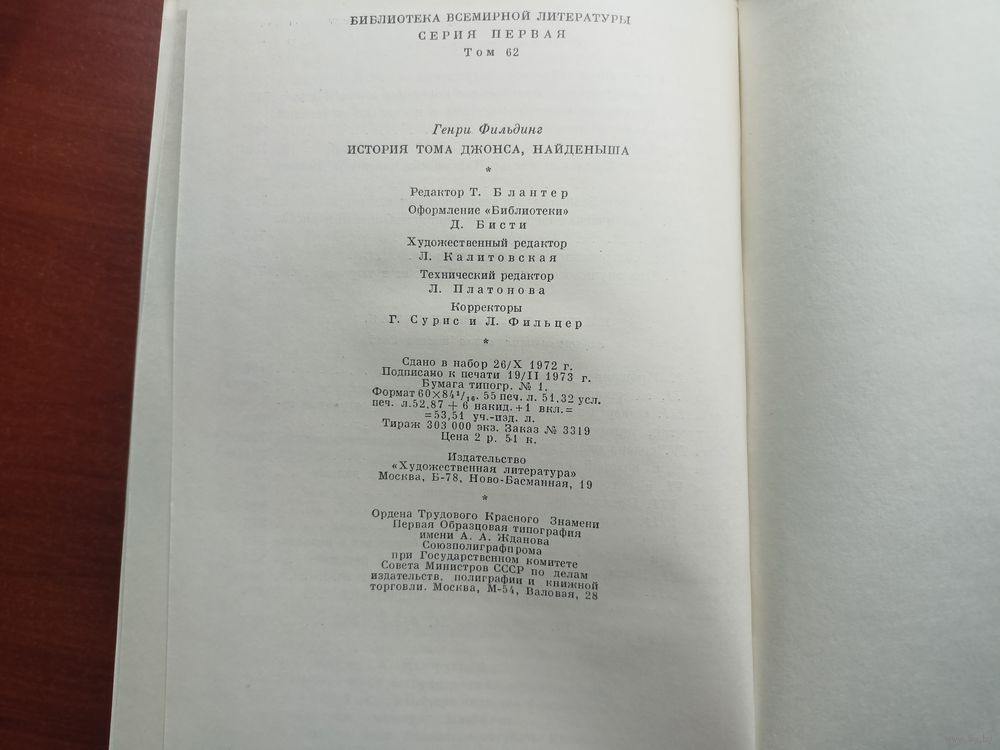 БИБЛИОТЕКА ВСЕМИРНОЙ ЛИТЕРАТУРЫ
СЕРИЯ ПЕРВАЯ
Том 62
Генри Фильдинг
ИСТОРИЯ ТОМА ДЖОНСА, НАЙДЕНЫША
*
Редактор Т. Блантер
Оформление «Библиотеки»
Д. Бисти
Художественный редактор
Л. Калитовская
Технический редактор
Л. Платонова
Корректоры
Г. Сурис и Л. Фильцер
*
Сдано в набор 26/X 1972 г.
Подписано к печати 19/II 1973 г.
Бумага типогр. № 1.
Формат 60×84¹/₁₆. 55 печ. л. 51,32 усл.
печ. л.52,87 + 6 накид.+1 вкл.=
=53,51 уч.-изд. л.
Тираж 303 000 экз. Заказ № 3319
Цена 2 р. 51 к.
Издательство
«Художественная литература»
Москва, Б-78, Ново-Басманная, 19
*
Ордена Трудового Красного Знамени
Первая Образцовая типография
имени А. А. Жданова
Союзполиграфпрома
при Государственном комитете
Совета Министров СССР по делам
издательств, полиграфии и книжной
торговли. Москва, М-54, Валовая, 28